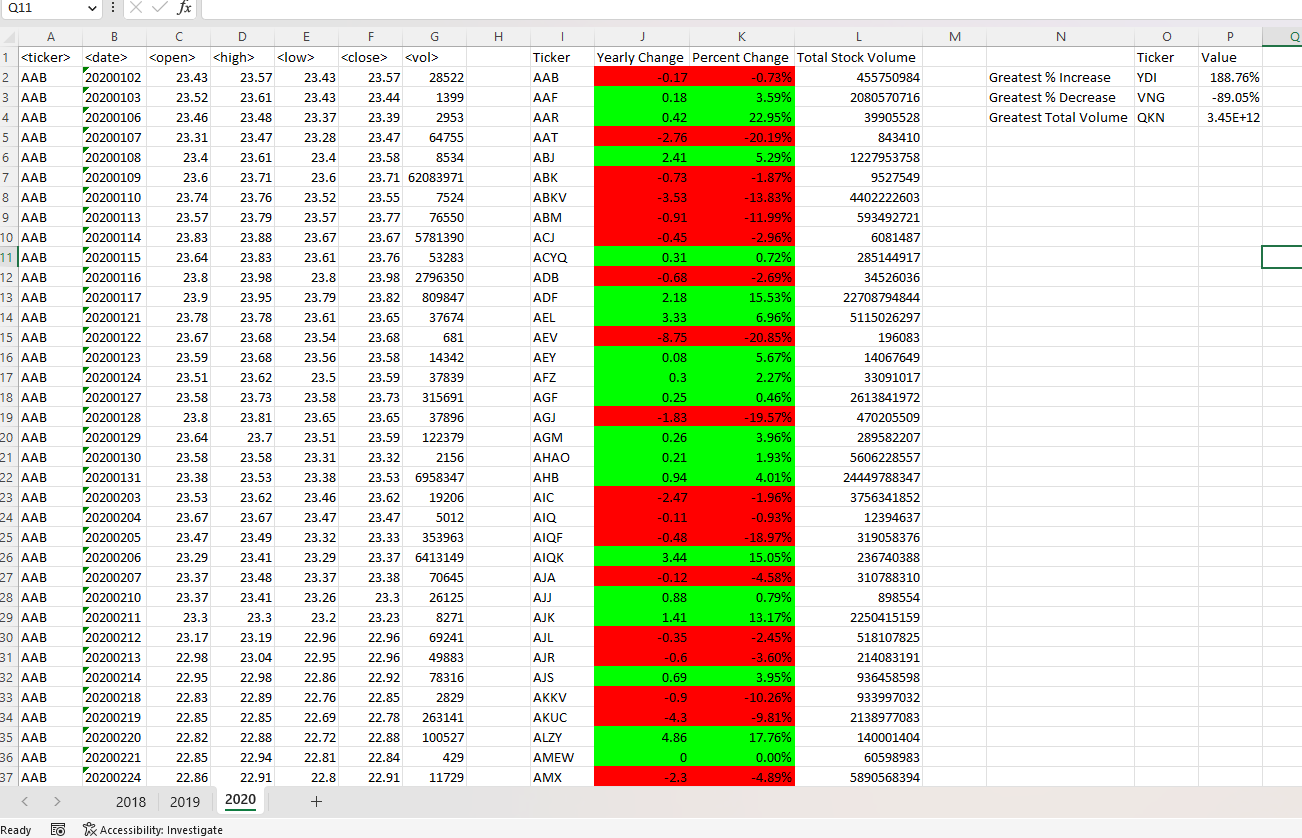 Q11 fx
A B C D E F G H I J K L M N O P Q
1 <ticker> <date> <open> <high> <low> <close> <vol> Ticker Yearly Change Percent Change Total Stock Volume Ticker Value
2 AAB 20200102 23.43 23.57 23.43 23.57 28522 AAB -0.17 -0.73% 455750984 Greatest % Increase YDI 188.76%
3 AAB 20200103 23.52 23.61 23.43 23.44 1399 AAF 0.18 3.59% 2080570716 Greatest % Decrease VNG -89.05%
4 AAB 20200106 23.46 23.48 23.37 23.39 2953 AAR 0.42 22.95% 39905528 Greatest Total Volume QKN 3.45E+12
5 AAB 20200107 23.31 23.47 23.28 23.47 64755 AAT -2.76 -20.19% 843410
6 AAB 20200108 23.4 23.61 23.4 23.58 8534 ABJ 2.41 5.29% 1227953758
7 AAB 20200109 23.6 23.71 23.6 23.71 62083971 ABK -0.73 -1.87% 9527549
8 AAB 20200110 23.74 23.76 23.52 23.55 7524 ABKV -3.53 -13.83% 4402222603
9 AAB 20200113 23.57 23.79 23.57 23.77 76550 ABM -0.91 -11.99% 593492721
10 AAB 20200114 23.83 23.88 23.67 23.67 5781390 ACJ -0.45 -2.96% 6081487
11 AAB 20200115 23.64 23.83 23.61 23.76 53283 ACYQ 0.31 0.72% 285144917
12 AAB 20200116 23.8 23.98 23.8 23.98 2796350 ADB -0.68 -2.69% 34526036
13 AAB 20200117 23.9 23.95 23.79 23.82 809847 ADF 2.18 15.53% 22708794844
14 AAB 20200121 23.78 23.78 23.61 23.65 37674 AEL 3.33 6.96% 5115026297
15 AAB 20200122 23.67 23.68 23.54 23.68 681 AEV -8.75 -20.85% 196083
16 AAB 20200123 23.59 23.68 23.56 23.58 14342 AEY 0.08 5.67% 14067649
17 AAB 20200124 23.51 23.62 23.5 23.59 37839 AFZ 0.3 2.27% 33091017
18 AAB 20200127 23.58 23.73 23.58 23.73 315691 AGF 0.25 0.46% 2613841972
19 AAB 20200128 23.8 23.81 23.65 23.65 37896 AGJ -1.83 -19.57% 470205509
20 AAB 20200129 23.64 23.7 23.51 23.59 122379 AGM 0.26 3.96% 289582207
21 AAB 20200130 23.58 23.58 23.31 23.32 2156 AHAO 0.21 1.93% 5606228557
22 AAB 20200131 23.38 23.53 23.38 23.53 6958347 AHB 0.94 4.01% 24449788347
23 AAB 20200203 23.53 23.62 23.46 23.62 19206 AIC -2.47 -1.96% 3756341852
24 AAB 20200204 23.67 23.67 23.47 23.47 5012 AIQ -0.11 -0.93% 12394637
25 AAB 20200205 23.47 23.49 23.32 23.33 353963 AIQF -0.48 -18.97% 319058376
26 AAB 20200206 23.29 23.41 23.29 23.37 6413149 AIQK 3.44 15.05% 236740388
27 AAB 20200207 23.37 23.48 23.37 23.38 70645 AJA -0.12 -4.58% 310788310
28 AAB 20200210 23.37 23.41 23.26 23.3 26125 AJJ 0.88 0.79% 898554
29 AAB 20200211 23.3 23.3 23.2 23.23 8271 AJK 1.41 13.17% 2250415159
30 AAB 20200212 23.17 23.19 22.96 22.96 69241 AJL -0.35 -2.45% 518107825
31 AAB 20200213 22.98 23.04 22.95 22.96 49883 AJR -0.6 -3.60% 214083191
32 AAB 20200214 22.95 22.98 22.86 22.92 78316 AJS 0.69 3.95% 936458598
33 AAB 20200218 22.83 22.89 22.76 22.85 2829 AKKV -0.9 -10.26% 933997032
34 AAB 20200219 22.85 22.85 22.69 22.78 263141 AKUC -4.3 -9.81% 2138977083
35 AAB 20200220 22.82 22.88 22.72 22.88 100527 ALZY 4.86 17.76% 140001404
36 AAB 20200221 22.85 22.94 22.81 22.84 429 AMEW 0 0.00% 60598983
37 AAB 20200224 22.86 22.91 22.8 22.91 11729 AMX -2.3 -4.89% 5890568394
2018 2019 2020
Ready Accessibility: Investigate